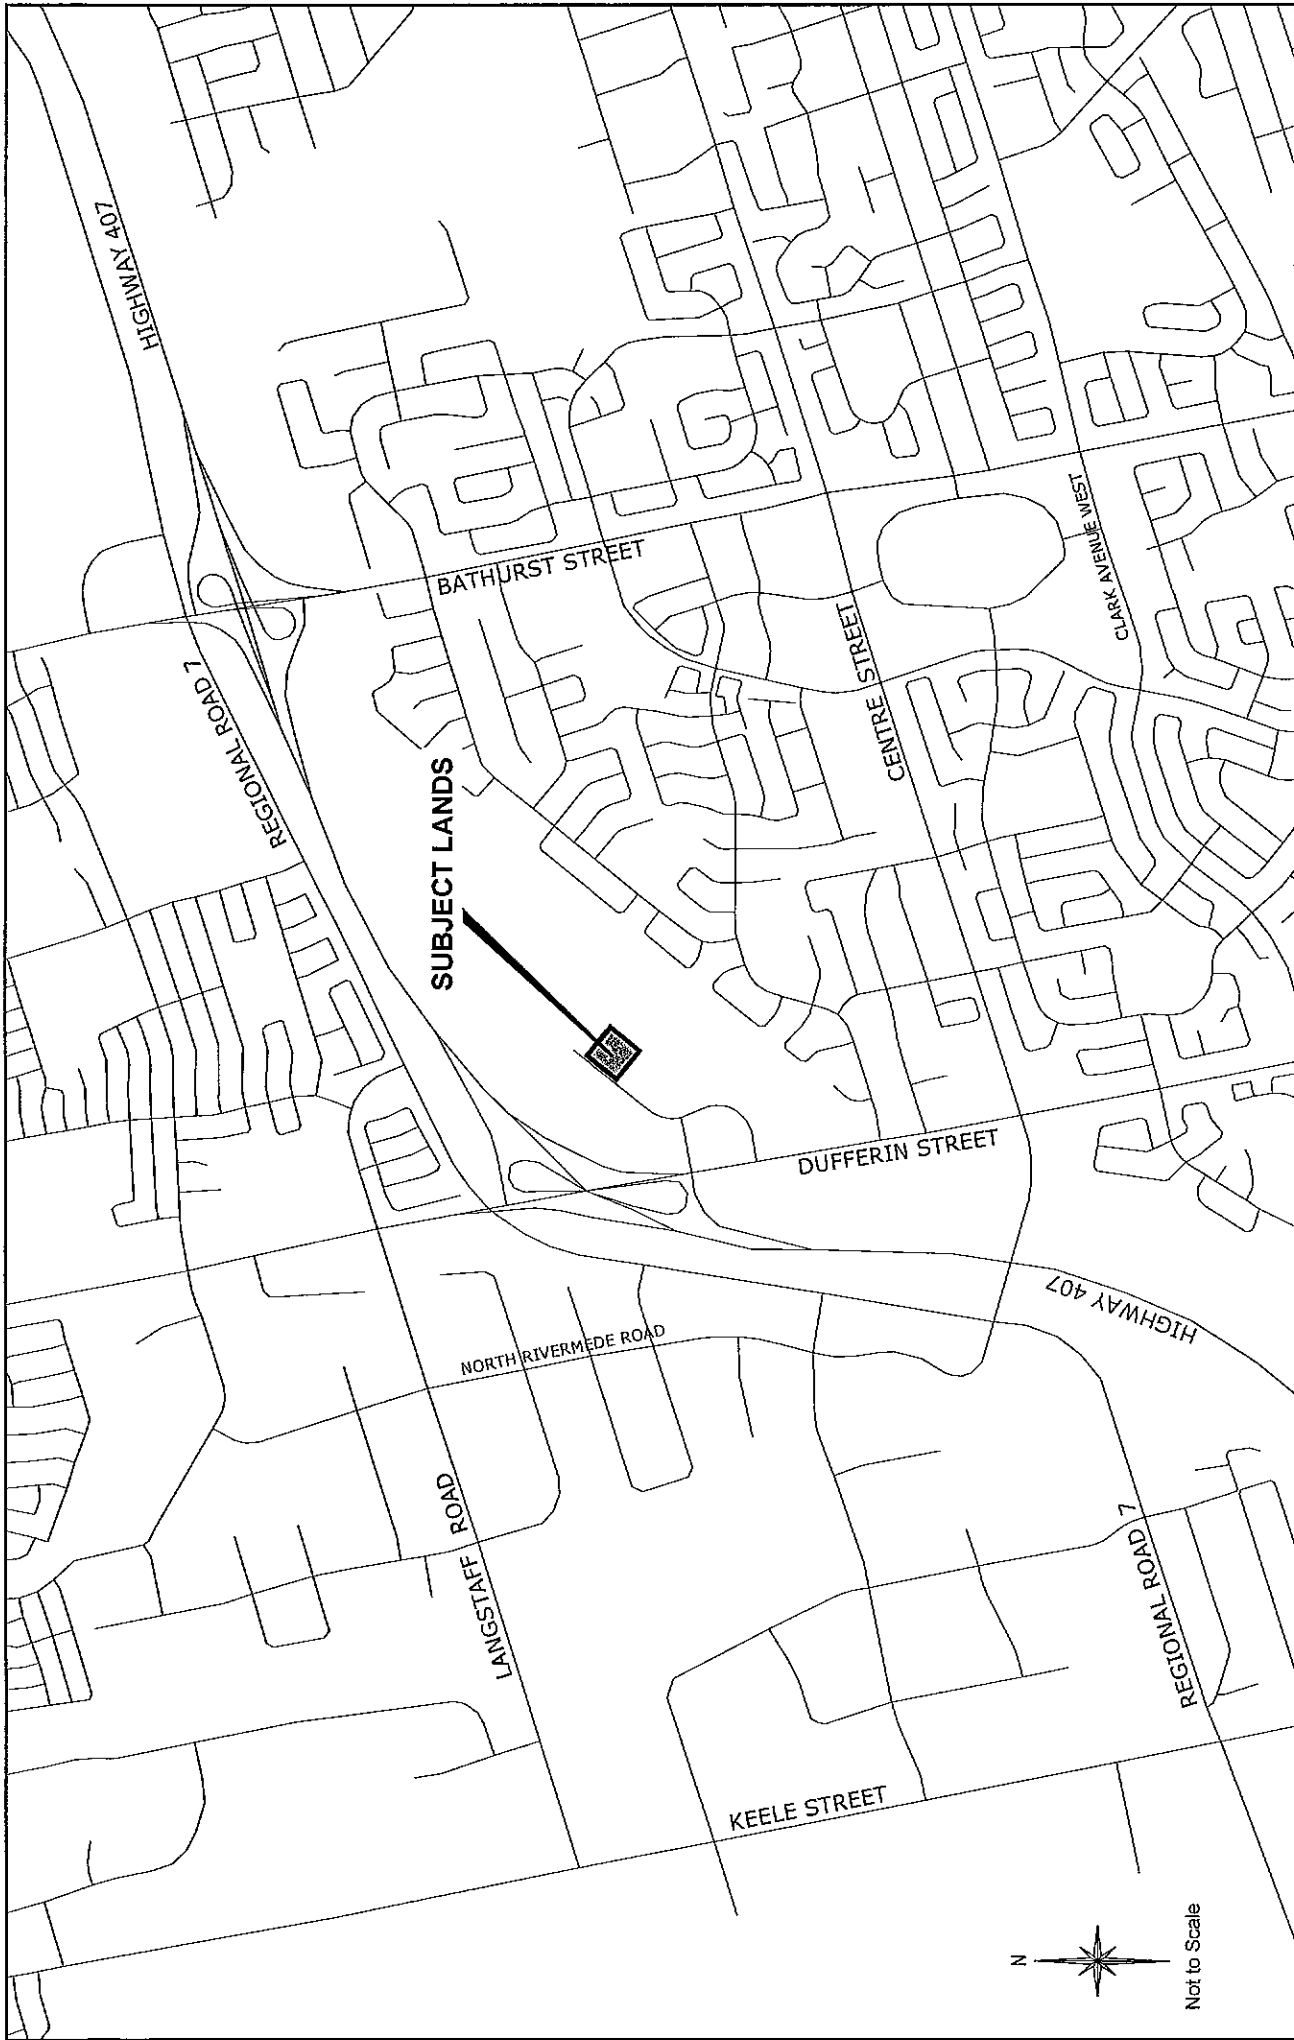 HIGHWAY 407
REGIONAL ROAD 7
BATHURST STREET
SUBJECT LANDS
CENTRE STREET
CLARK AVENUE WEST
DUFFERIN STREET
HIGHWAY 407
NORTH RIVERMEDE ROAD
LANGSTAFF ROAD
REGIONAL ROAD 7
KEELE STREET
N
Not to Scale